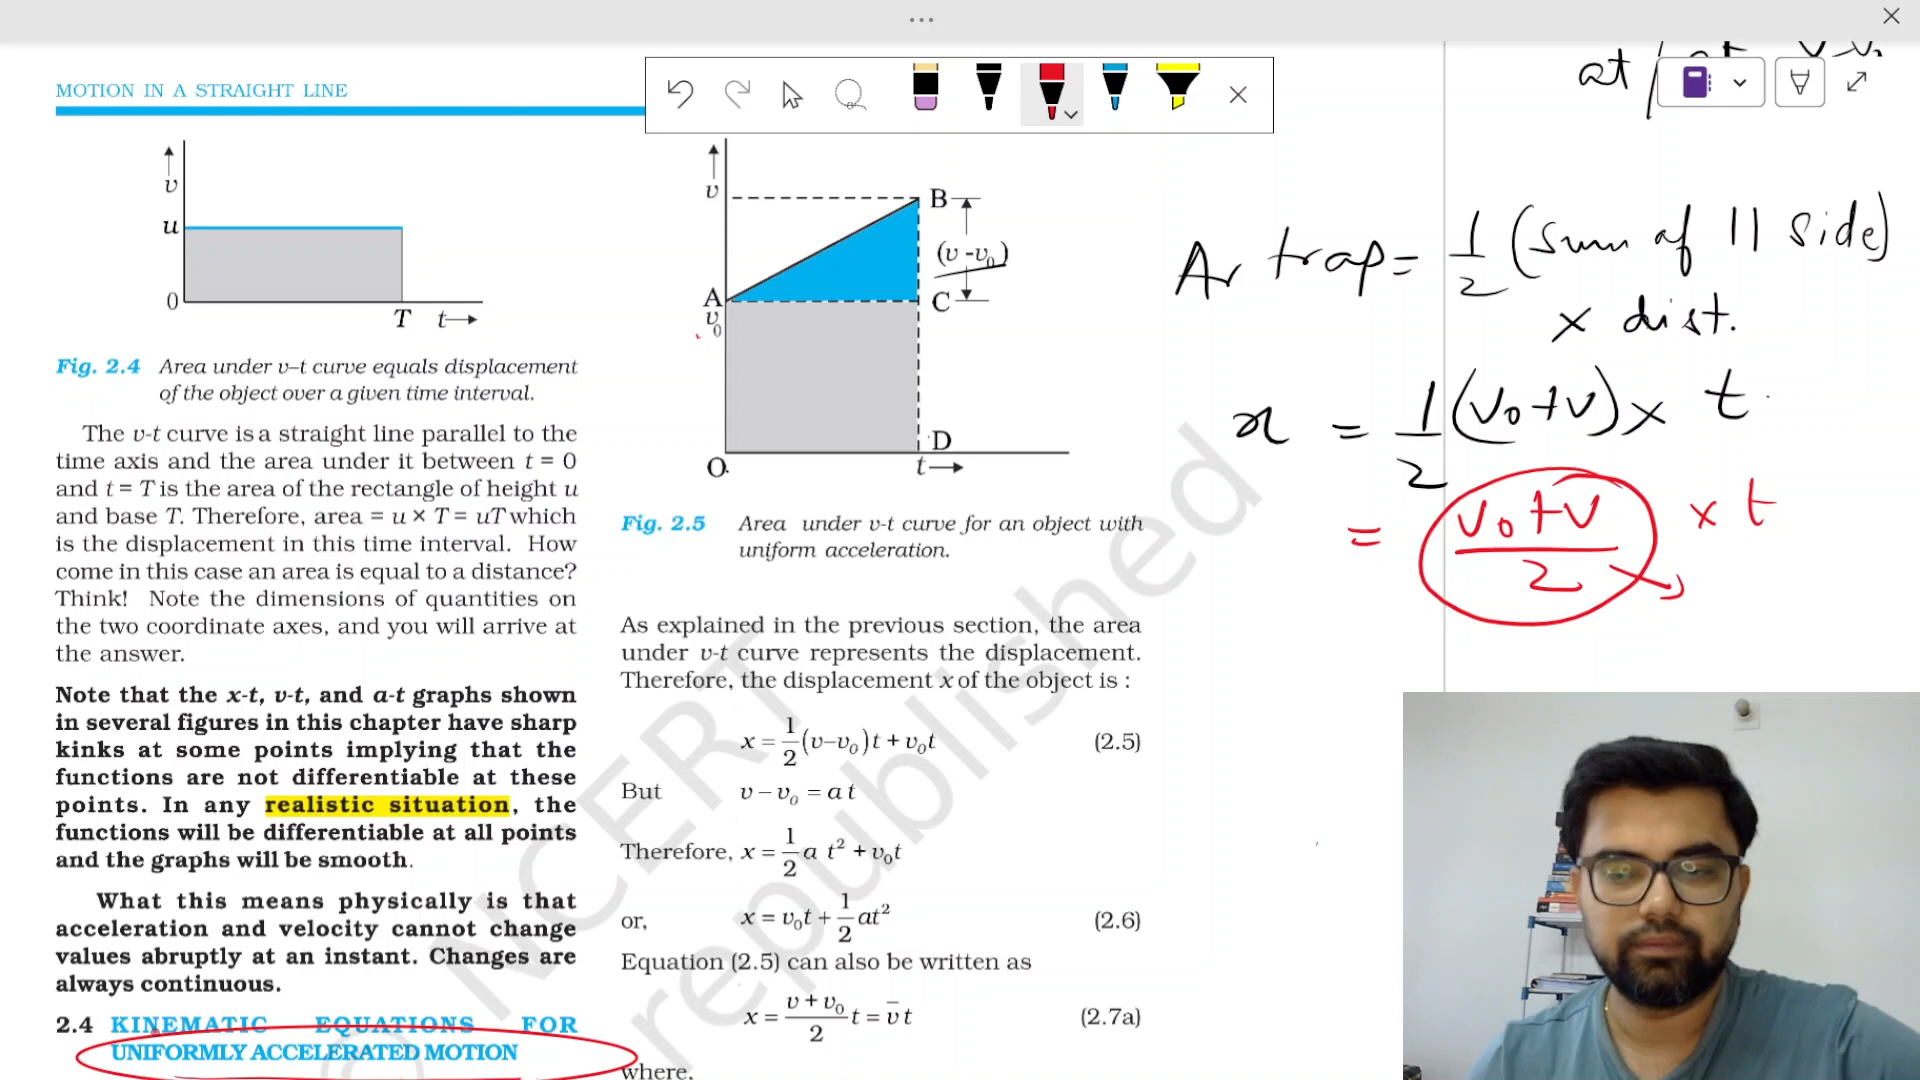 MOTION IN A STRAIGHT LINE
υ
u
0
T t
Fig. 2.4 Area under υ–t curve equals displacement
of the object over a given time interval.
The υ-t curve is a straight line parallel to the
time axis and the area under it between t = 0
and t = T is the area of the rectangle of height u
and base T. Therefore, area = u × T = uT which
is the displacement in this time interval. How
come in this case an area is equal to a distance?
Think! Note the dimensions of quantities on
the two coordinate axes, and you will arrive at
the answer.
Note that the x-t, υ-t, and a-t graphs shown
in several figures in this chapter have sharp
kinks at some points implying that the
functions are not differentiable at these
points. In any realistic situation, the
functions will be differentiable at all points
and the graphs will be smooth.
What this means physically is that
acceleration and velocity cannot change
values abruptly at an instant. Changes are
always continuous.
2.4 KINEMATIC EQUATIONS FOR
UNIFORMLY ACCELERATED MOTION
υ
B
(υ -υ₀)
A
C
υ₀
D
O
t
Fig. 2.5 Area under υ-t curve for an object with
uniform acceleration.
As explained in the previous section, the area
under υ-t curve represents the displacement.
Therefore, the displacement x of the object is :
x = 1/2 (υ–υ₀) t + υ₀t (2.5)
But υ – υ₀ = a t
Therefore, x = 1/2 a t² + υ₀t
or, x = υ₀t + 1/2 at² (2.6)
Equation (2.5) can also be written as
x = (υ + υ₀)/2 t = ῡ t (2.7a)
where,
© NCERT
republished
at
Ar trap = 1/2 (sum of || side)
× dist.
x = 1/2 (v₀+v) × t
= (v₀+v)/2 × t